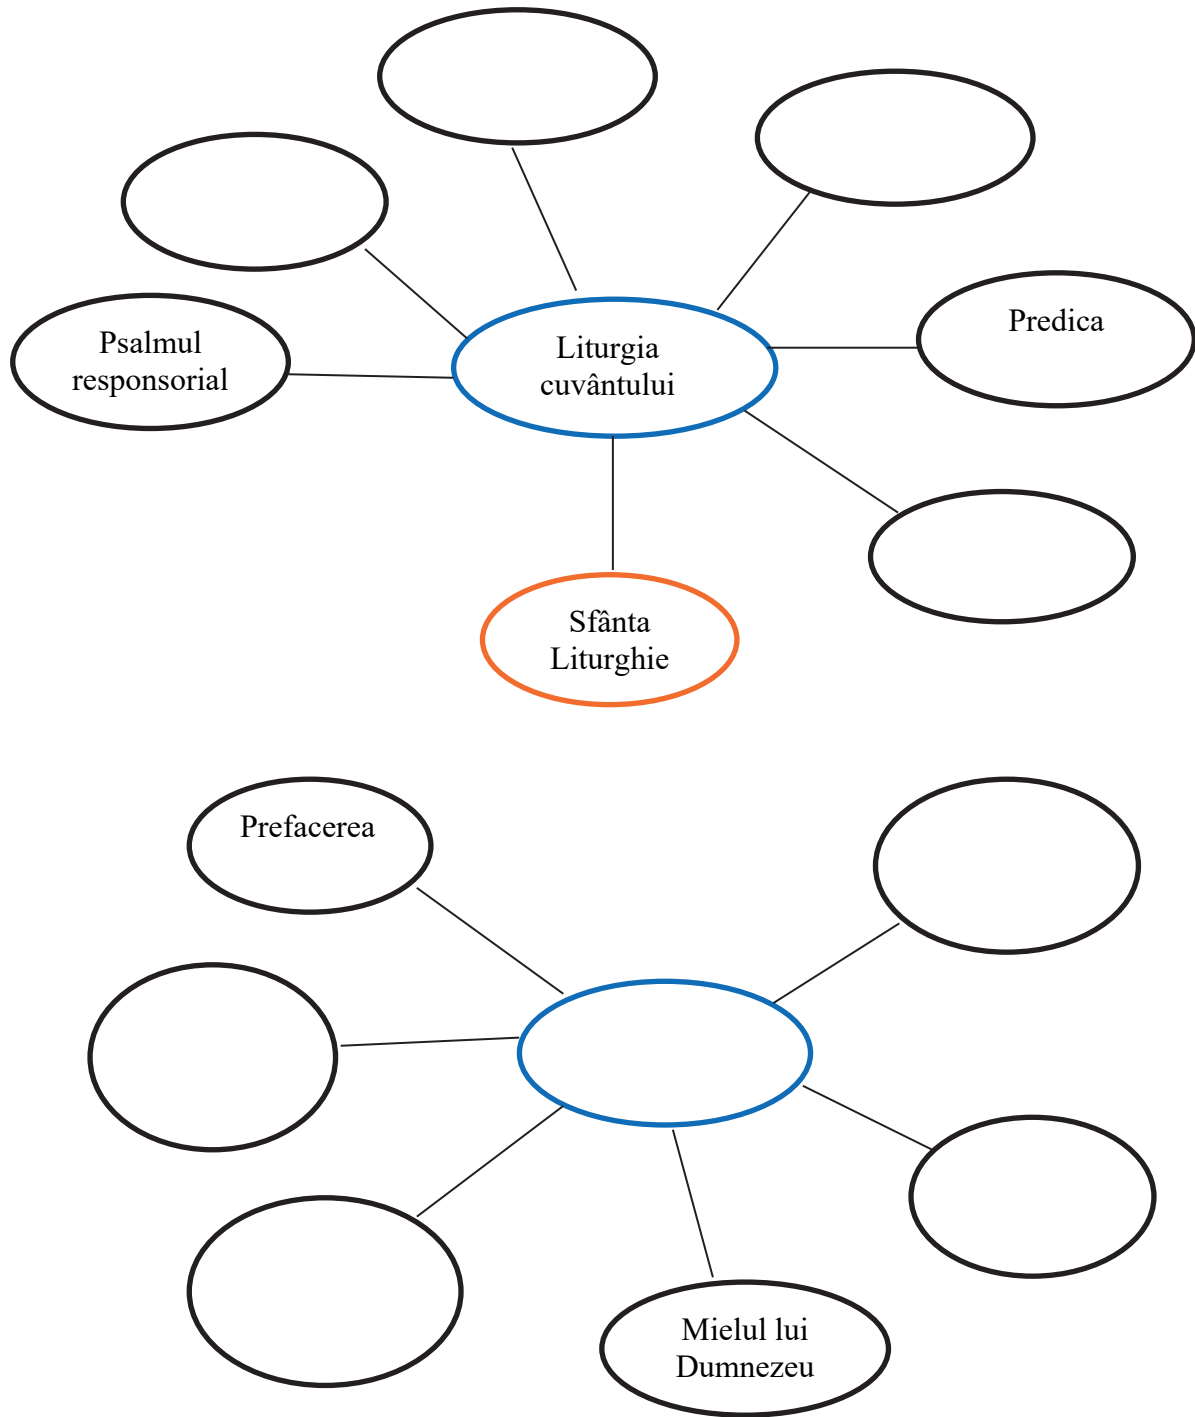 Psalmul
responsorial
Liturgia
cuvântului
Predica
Sfânta
Liturghie
Prefacerea
Mielul lui
Dumnezeu